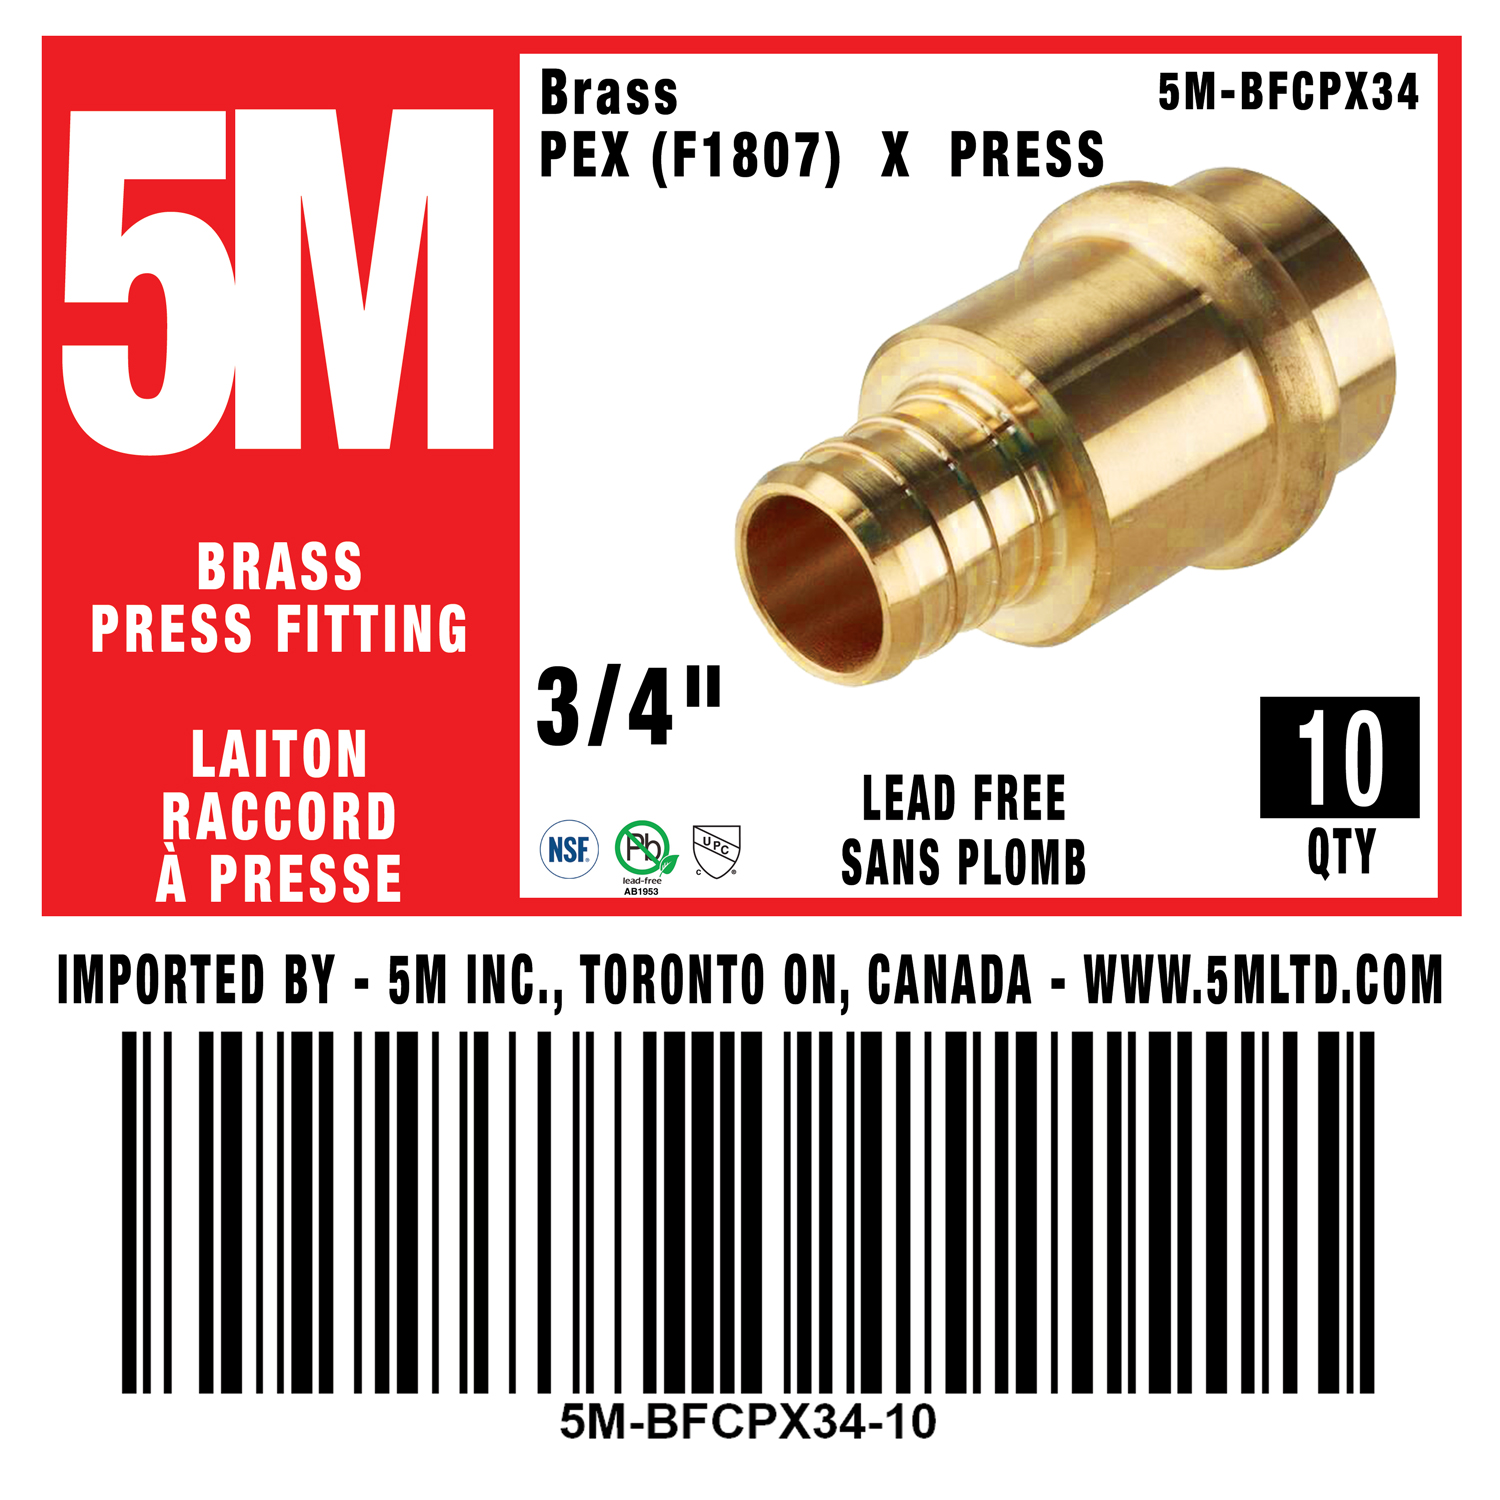 5M
BRASS
PRESS FITTING
LAITON
RACCORD
À PRESSE
Brass
PEX (F1807) X PRESS
5M-BFCPX34
3/4"
NSF®
Pb
lead-free
AB1953
UPC
C ®
LEAD FREE
SANS PLOMB
10
QTY
IMPORTED BY - 5M INC., TORONTO ON, CANADA - WWW.5MLTD.COM
5M-BFCPX34-10